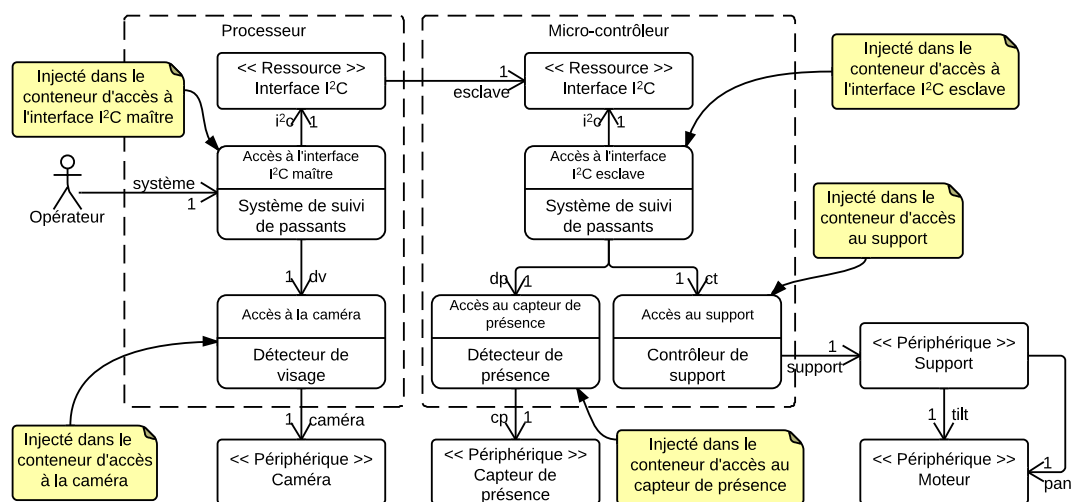 Processeur
Micro-contrôleur
Injecté dans le
conteneur d'accès à
l'interface I²C maître
<< Ressource >>
Interface I²C
1
esclave
<< Ressource >>
Interface I²C
Injecté dans le
conteneur d'accès à
l'interface I²C esclave
i²c
1
i²c
1
Opérateur
système
1
Accès à l'interface
I²C maître
Système de suivi
de passants
Accès à l'interface
I²C esclave
Système de suivi
de passants
Injecté dans le
conteneur d'accès
au support
1
dv
dp
1
1
ct
Accès à la caméra
Détecteur de
visage
Accès au capteur de
présence
Détecteur de
présence
Accès au support
Contrôleur de
support
1
support
<< Périphérique >>
Support
Injecté dans le
conteneur d'accès
à la caméra
1
caméra
cp
1
1
tilt
<< Périphérique >>
Caméra
<< Périphérique >>
Capteur de
présence
Injecté dans le
conteneur d'accès au
capteur de présence
<< Périphérique >>
Moteur
1
pan